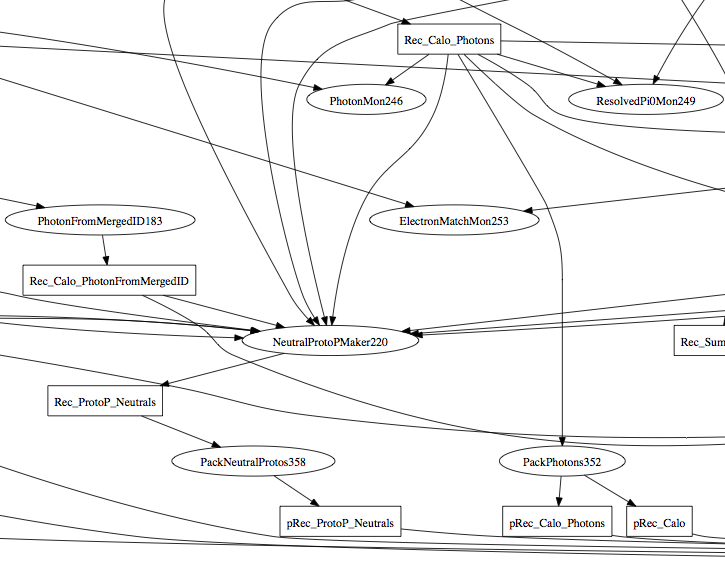 Rec_Calo_Photons
PhotonMon246
ResolvedPi0Mon249
PhotonFromMergedID183
ElectronMatchMon253
Rec_Calo_PhotonFromMergedID
NeutralProtoPMaker220
Rec_Sum
Rec_ProtoP_Neutrals
PackNeutralProtos358
PackPhotons352
pRec_ProtoP_Neutrals
pRec_Calo_Photons
pRec_Calo